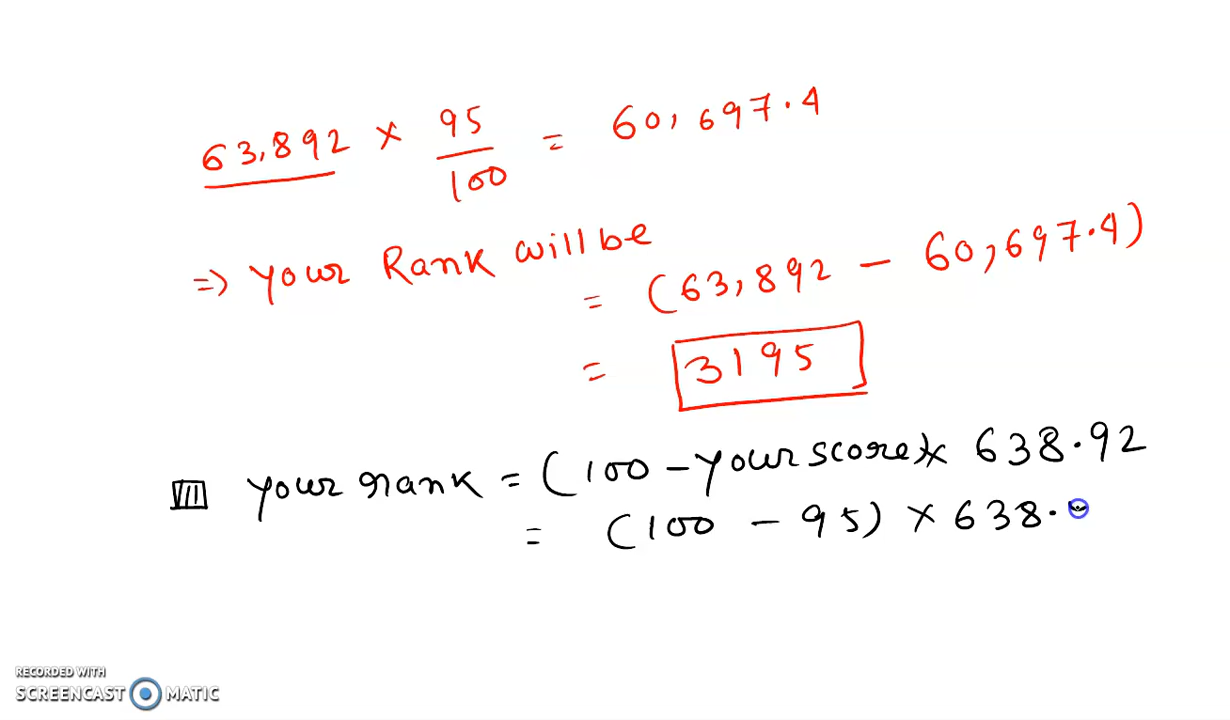 63,892 × 95/100 = 60,697.4
⇒ your Rank will be
= (63,892 − 60,697.4)
= 3195
your rank = (100 − your score) × 638.92
= (100 − 95) × 638.
RECORDED WITH
SCREENCAST MATIC